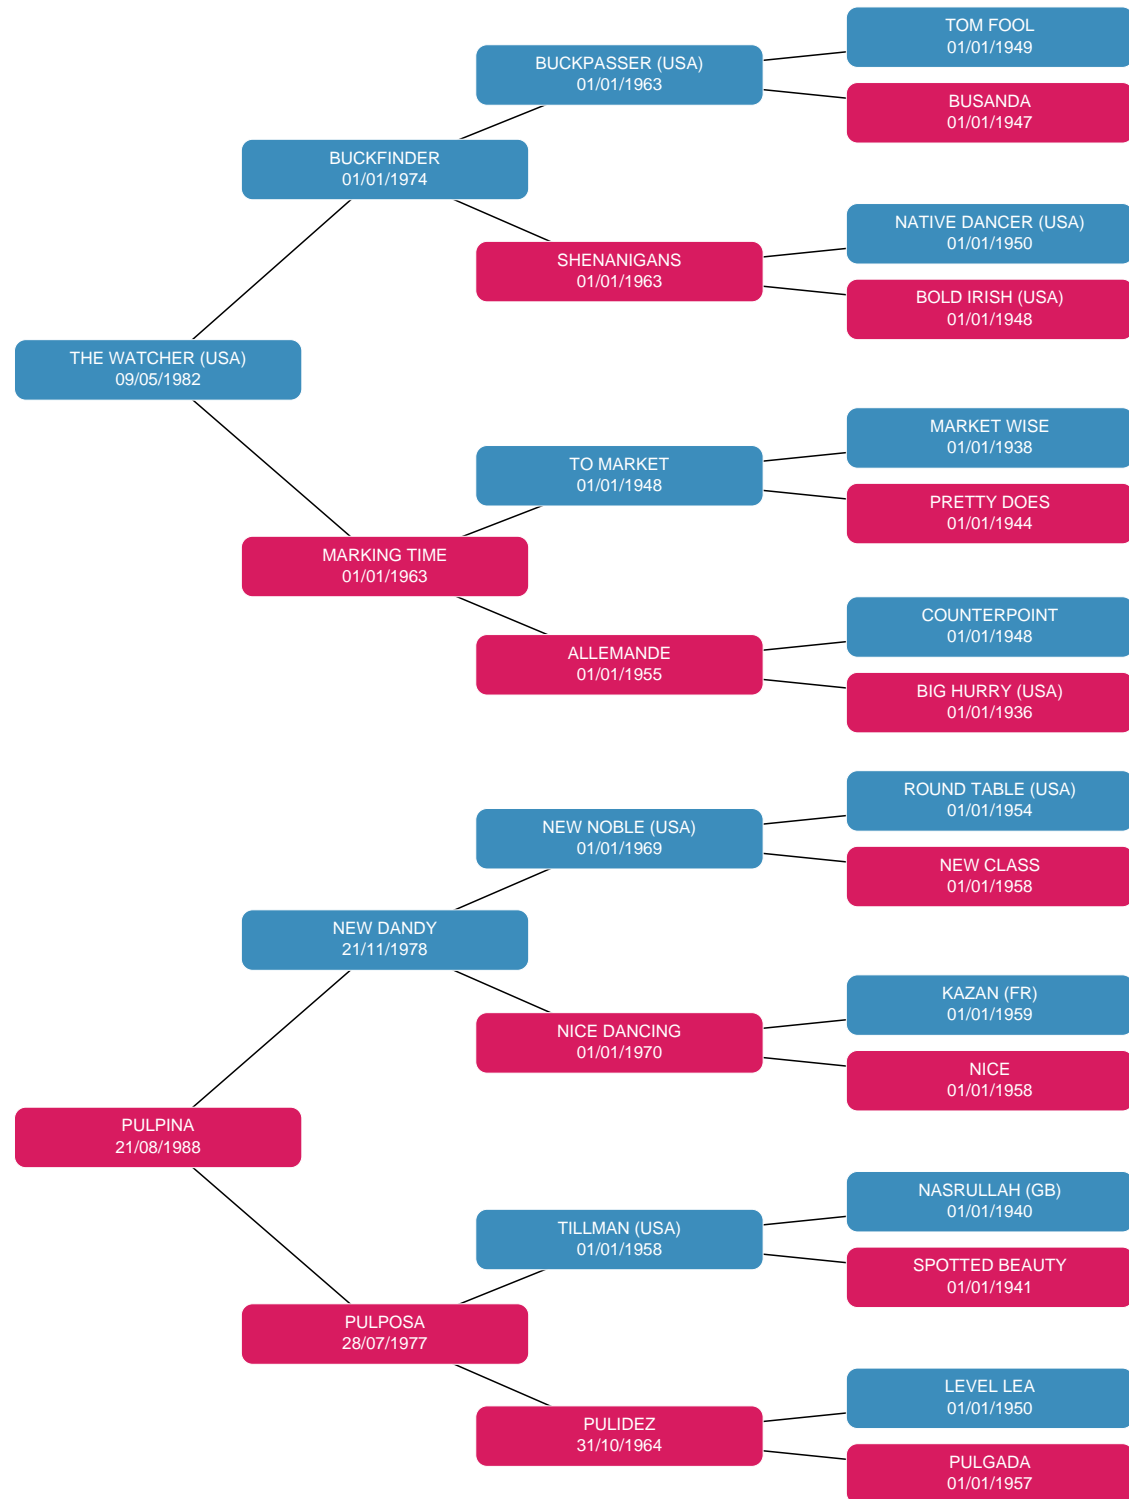 TOM FOOL
01/01/1949
BUCKPASSER (USA)
01/01/1963
BUSANDA
01/01/1947
BUCKFINDER
01/01/1974
NATIVE DANCER (USA)
01/01/1950
SHENANIGANS
01/01/1963
BOLD IRISH (USA)
01/01/1948
THE WATCHER (USA)
09/05/1982
MARKET WISE
01/01/1938
TO MARKET
01/01/1948
PRETTY DOES
01/01/1944
MARKING TIME
01/01/1963
COUNTERPOINT
01/01/1948
ALLEMANDE
01/01/1955
BIG HURRY (USA)
01/01/1936
ROUND TABLE (USA)
01/01/1954
NEW NOBLE (USA)
01/01/1969
NEW CLASS
01/01/1958
NEW DANDY
21/11/1978
KAZAN (FR)
01/01/1959
NICE DANCING
01/01/1970
NICE
01/01/1958
PULPINA
21/08/1988
NASRULLAH (GB)
01/01/1940
TILLMAN (USA)
01/01/1958
SPOTTED BEAUTY
01/01/1941
PULPOSA
28/07/1977
LEVEL LEA
01/01/1950
PULIDEZ
31/10/1964
PULGADA
01/01/1957